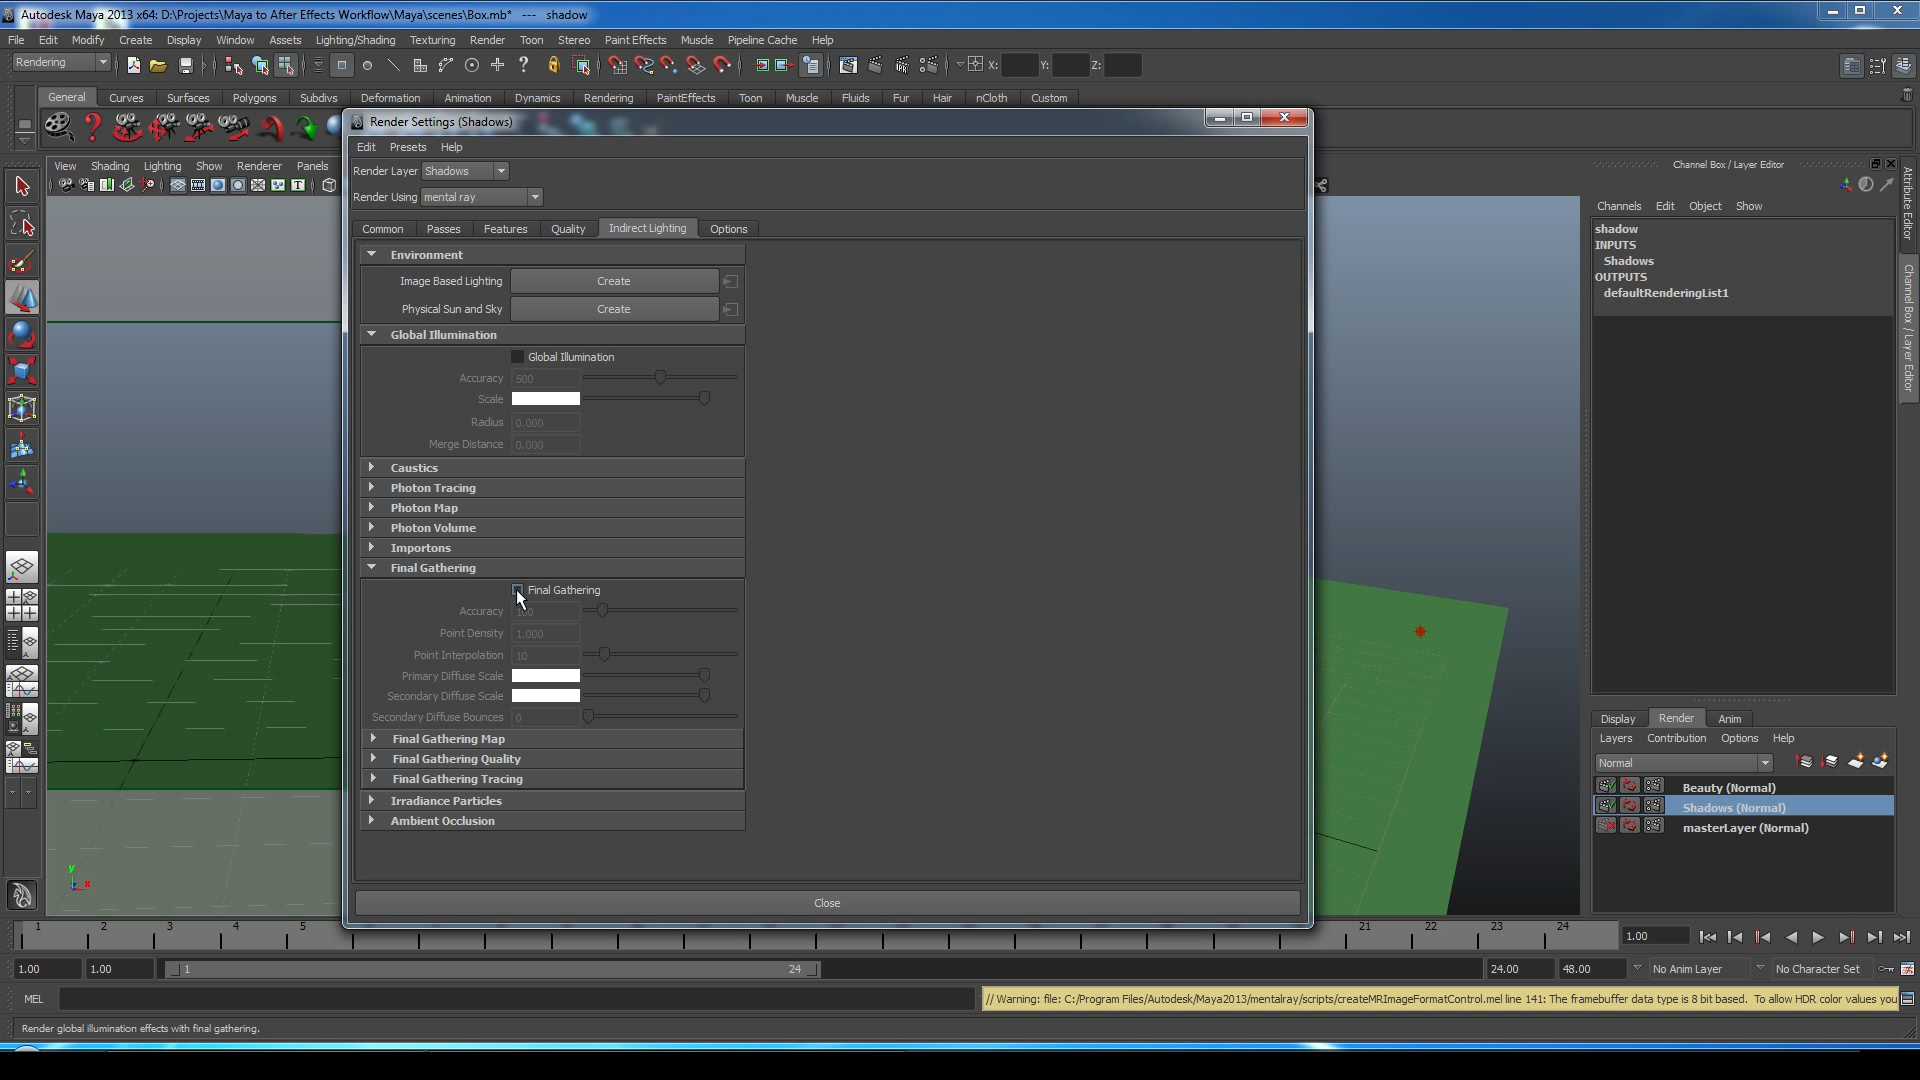 Autodesk Maya 2013 x64: D:\Projects\Maya to After Effects Workflow\Maya\scenes\Box.mb* --- shadow
File Edit Modify Create Display Window Assets Lighting/Shading Texturing Render Toon Stereo Paint Effects Muscle Pipeline Cache Help
Rendering X: Y: Z:
General Curves Surfaces Polygons Subdivs Deformation Animation Dynamics Rendering PaintEffects Toon Muscle Fluids Fur Hair nCloth Custom
View Shading Lighting Show Renderer Panels
Render Settings (Shadows)
Edit Presets Help
Render Layer Shadows
Render Using mental ray
Common Passes Features Quality Indirect Lighting Options
Environment
Image Based Lighting Create
Physical Sun and Sky Create
Global Illumination
Global Illumination
Accuracy 500
Scale
Radius 0.000
Merge Distance 0.000
Caustics
Photon Tracing
Photon Map
Photon Volume
Importons
Final Gathering
Final Gathering
Accuracy
Point Density 1.000
Point Interpolation 10
Primary Diffuse Scale
Secondary Diffuse Scale
Secondary Diffuse Bounces 0
Final Gathering Map
Final Gathering Quality
Final Gathering Tracing
Irradiance Particles
Ambient Occlusion
Close
Channel Box / Layer Editor
Channels Edit Object Show
shadow
INPUTS
Shadows
OUTPUTS
defaultRenderingList1
Attribute Editor
Channel Box / Layer Editor
Display Render Anim
Layers Contribution Options Help
Normal
Beauty (Normal)
Shadows (Normal)
masterLayer (Normal)
y
x
1 2 3 4 5 21 22 23 24 1.00
1.00 1.00 1 24 24.00 48.00 No Anim Layer No Character Set
MEL // Warning: file: C:/Program Files/Autodesk/Maya2013/mentalray/scripts/createMRImageFormatControl.mel line 141: The framebuffer data type is 8 bit based. To allow HDR color values you
Render global illumination effects with final gathering.